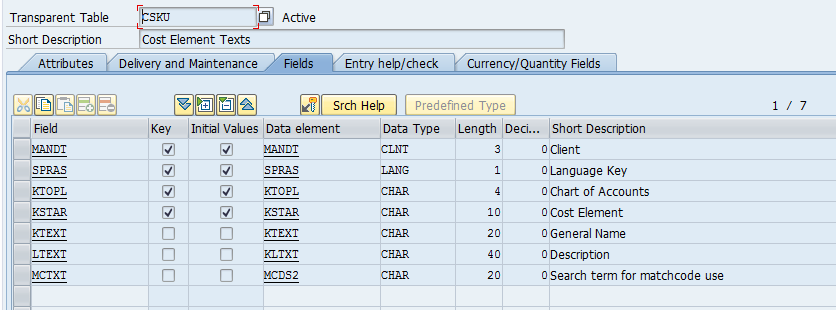 Transparent Table CSKU Active
Short Description Cost Element Texts
Attributes Delivery and Maintenance Fields Entry help/check Currency/Quantity Fields
Srch Help Predefined Type 1 / 7
Field Key Initial Values Data element Data Type Length Deci... Short Description
MANDT MANDT CLNT 3 0 Client
SPRAS SPRAS LANG 1 0 Language Key
KTOPL KTOPL CHAR 4 0 Chart of Accounts
KSTAR KSTAR CHAR 10 0 Cost Element
KTEXT KTEXT CHAR 20 0 General Name
LTEXT KLTXT CHAR 40 0 Description
MCTXT MCDS2 CHAR 20 0 Search term for matchcode use